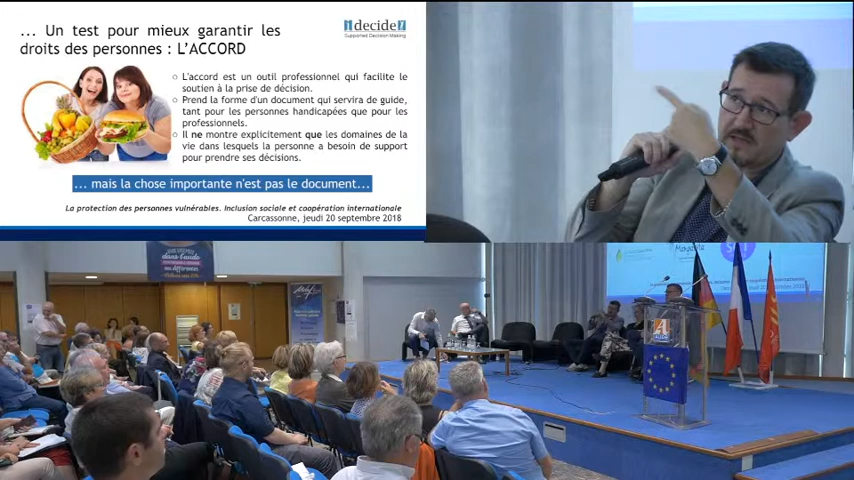 ... Un test pour mieux garantir les
droits des personnes : L'ACCORD
I decide
Supported Decision Making
○ L'accord est un outil professionnel qui facilite le
soutien à la prise de décision.
○ Prend la forme d'un document qui servira de guide,
tant pour les personnes handicapées que pour les
professionnels.
○ Il ne montre explicitement que les domaines de la
vie dans lesquels la personne a besoin de support
pour prendre ses décisions.
... mais la chose importante n'est pas le document...
La protection des personnes vulnérables. Inclusion sociale et coopération internationale
Carcassonne, jeudi 20 septembre 2018
dans l'aude
différences